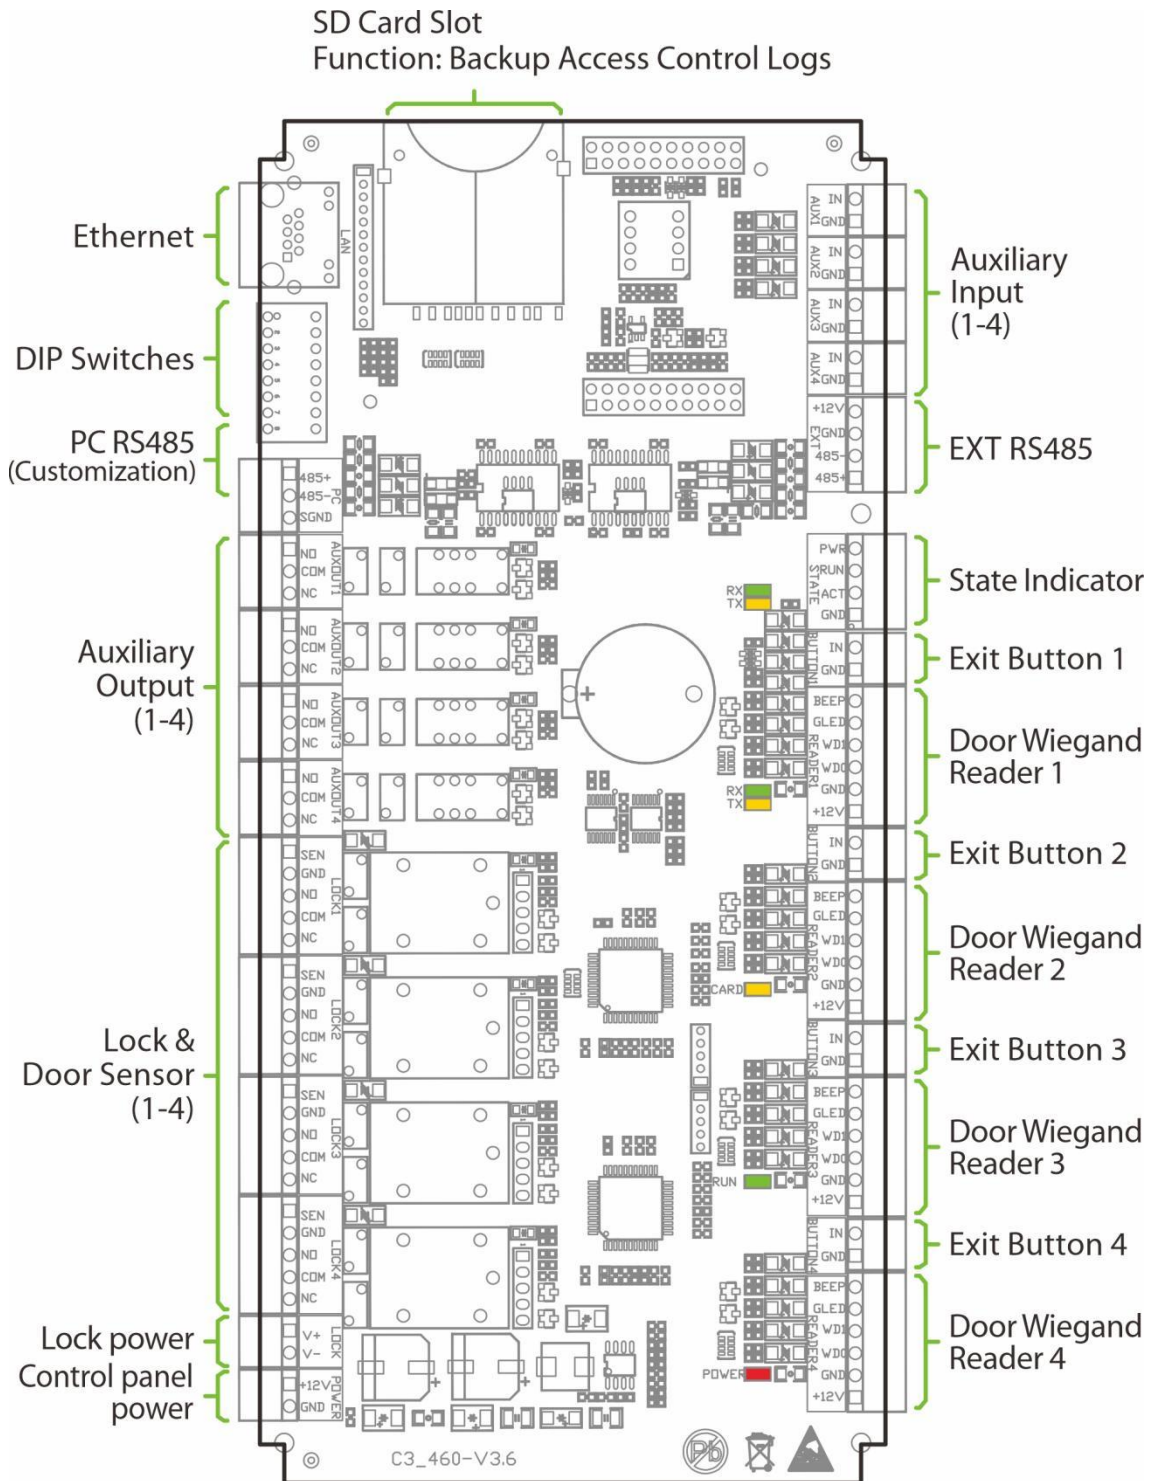 SD Card Slot
Function: Backup Access Control Logs
Ethernet
DIP Switches
PC RS485
(Customization)
Auxiliary
Output
(1-4)
Lock &
Door Sensor
(1-4)
Lock power
Control panel
power
LAN
485+
485-
SGND
PC
NO
COM
NC
AUXOUT1
NO
COM
NC
AUXOUT2
NO
COM
NC
AUXOUT3
NO
COM
NC
AUXOUT4
SEN
GND
NO
COM
NC
LOCK1
SEN
GND
NO
COM
NC
LOCK2
SEN
GND
NO
COM
NC
LOCK3
SEN
GND
NO
COM
NC
LOCK4
V+
V-
LOCK
+12V
GND
POWER
RX
TX
+
RX
TX
CARD
RUN
POWER
C3_460-V3.6
Pb
AUX1
IN
GND
AUX2
IN
GND
AUX3
IN
GND
AUX4
IN
GND
EXT
+12V
GND
485-
485+
STATE
PWR
RUN
ACT
GND
BUTTON1
IN
GND
READER1
BEEP
GLED
WD1
WD0
GND
+12V
BUTTON2
IN
GND
READER2
BEEP
GLED
WD1
WD0
GND
+12V
BUTTON3
IN
GND
READER3
BEEP
GLED
WD1
WD0
GND
+12V
BUTTON4
IN
GND
READER4
BEEP
GLED
WD1
WD0
GND
+12V
Auxiliary
Input
(1-4)
EXT RS485
State Indicator
Exit Button 1
Door Wiegand
Reader 1
Exit Button 2
Door Wiegand
Reader 2
Exit Button 3
Door Wiegand
Reader 3
Exit Button 4
Door Wiegand
Reader 4